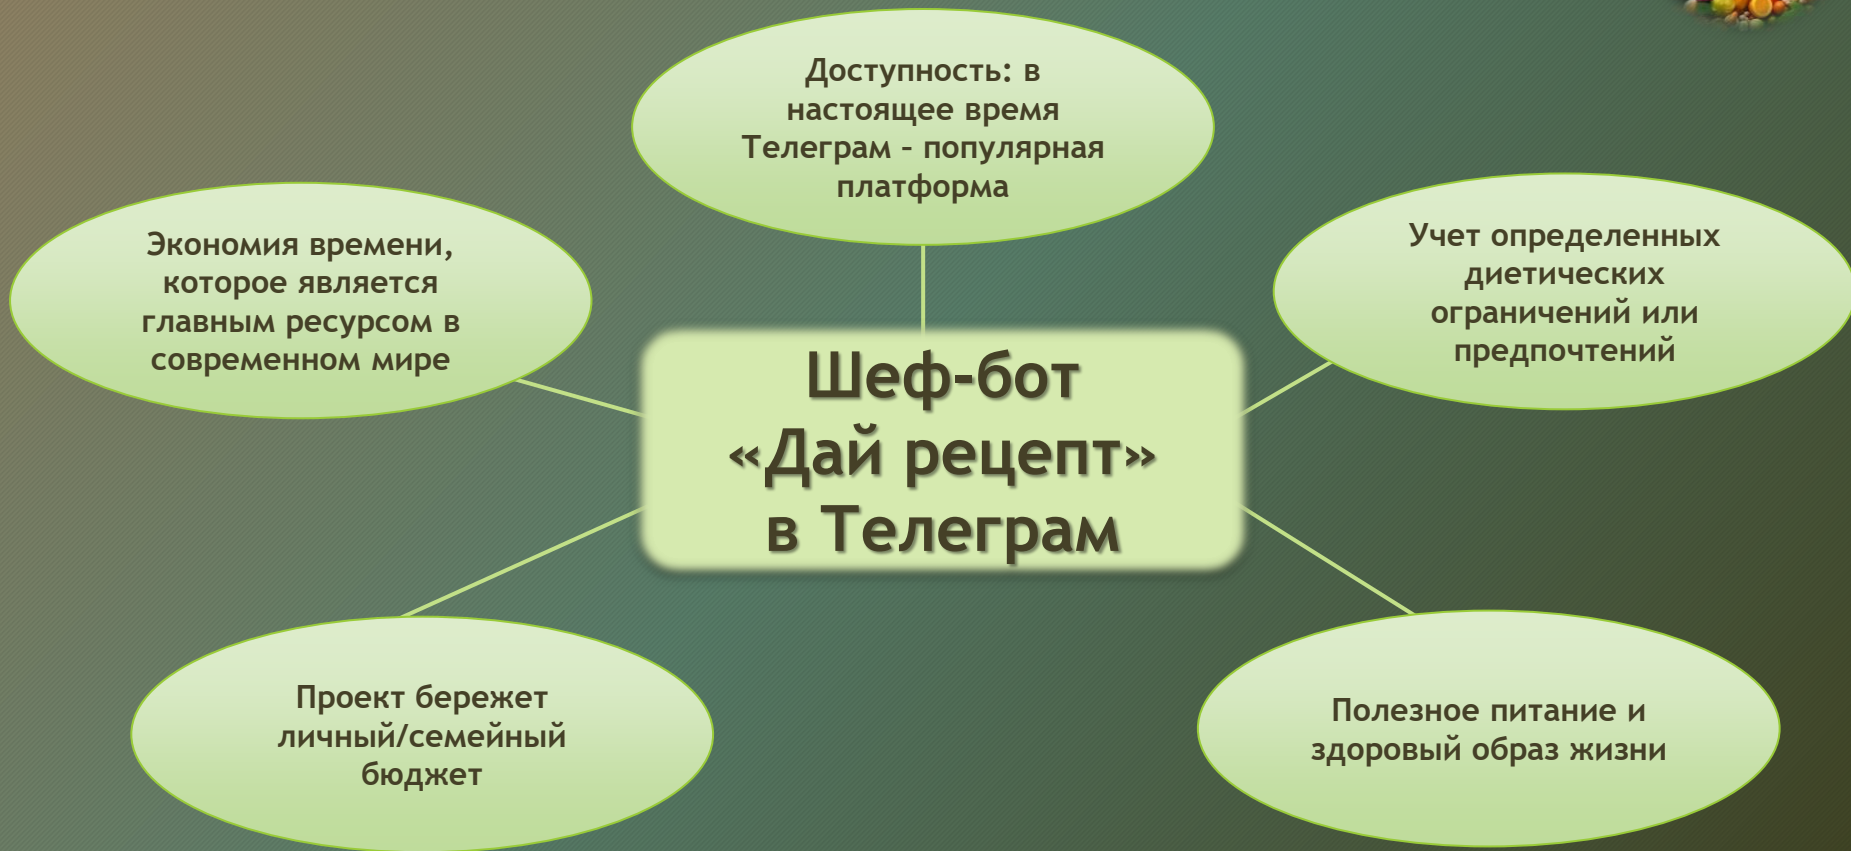 Доступность: в
настоящее время
Телеграм – популярная
платформа
Экономия времени,
которое является
главным ресурсом в
современном мире
Учет определенных
диетических
ограничений или
предпочтений
Шеф-бот
«Дай рецепт»
в Телеграм
Проект бережет
личный/семейный
бюджет
Полезное питание и
здоровый образ жизни